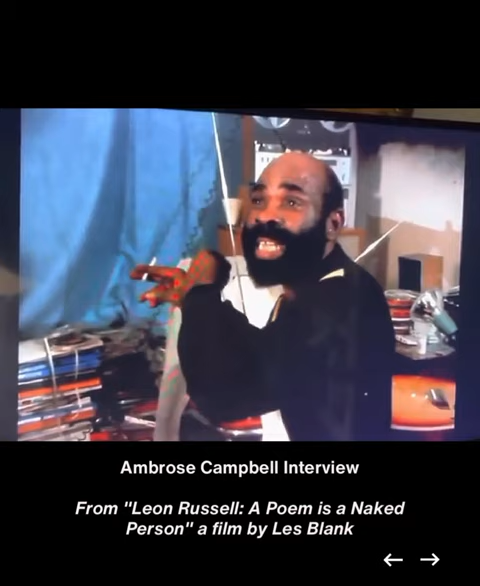 Ambrose Campbell Interview
From "Leon Russell: A Poem is a Naked
Person" a film by Les Blank